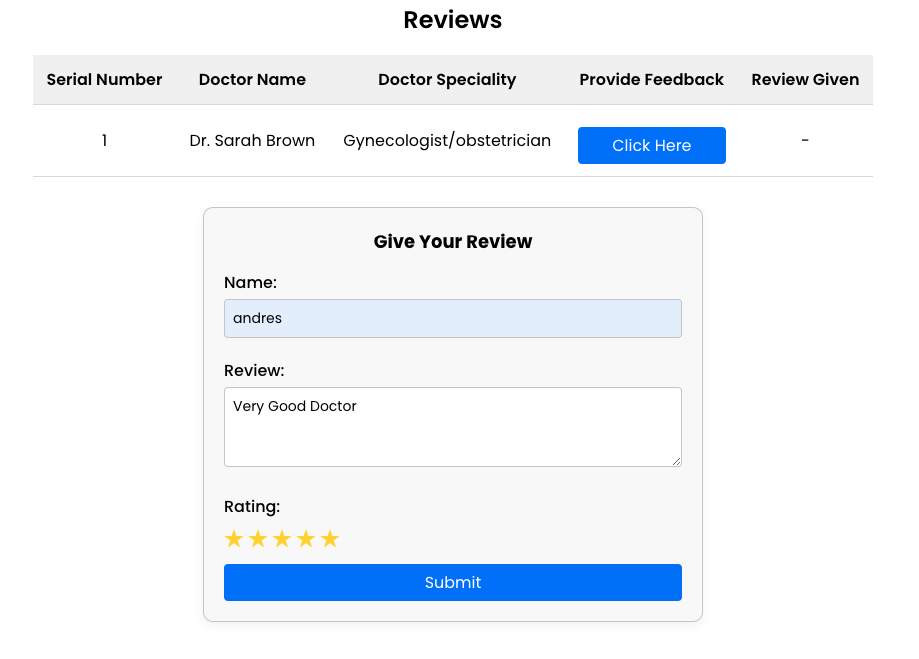 Reviews
Serial Number Doctor Name Doctor Speciality Provide Feedback Review Given
1 Dr. Sarah Brown Gynecologist/obstetrician Click Here -
Give Your Review
Name:
andres
Review:
Very Good Doctor
Rating:
★★★★★
Submit